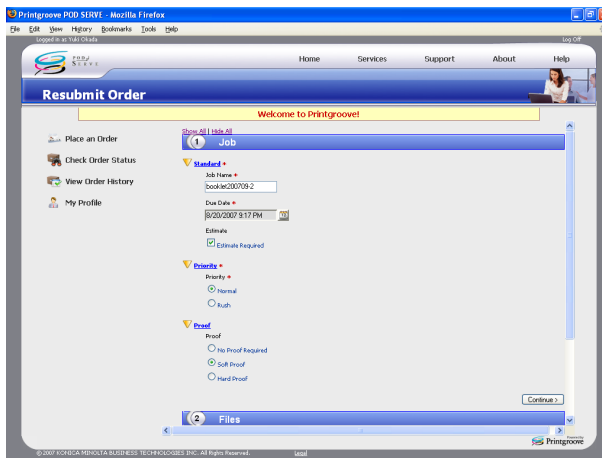 Printgroove POD SERVE - Mozilla Firefox
File Edit View History Bookmarks Tools Help
Logged in as: Yuki Okada Log Off
POD SERVE
Home Services Support About Help
Resubmit Order
Welcome to Printgroove!
Place an Order
Check Order Status
View Order History
My Profile
Show All | Hide All
1 Job
Standard *
Job Name *
booklet200709-2
Due Date *
8/20/2007 9:17 PM
Estimate
Estimate Required
Priority *
Priority *
Normal
Rush
Proof
Proof
No Proof Required
Soft Proof
Hard Proof
Continue >
2 Files
Powered by
Printgroove
© 2007 KONICA MINOLTA BUSINESS TECHNOLOGIES INC. All Rights Reserved. Legal